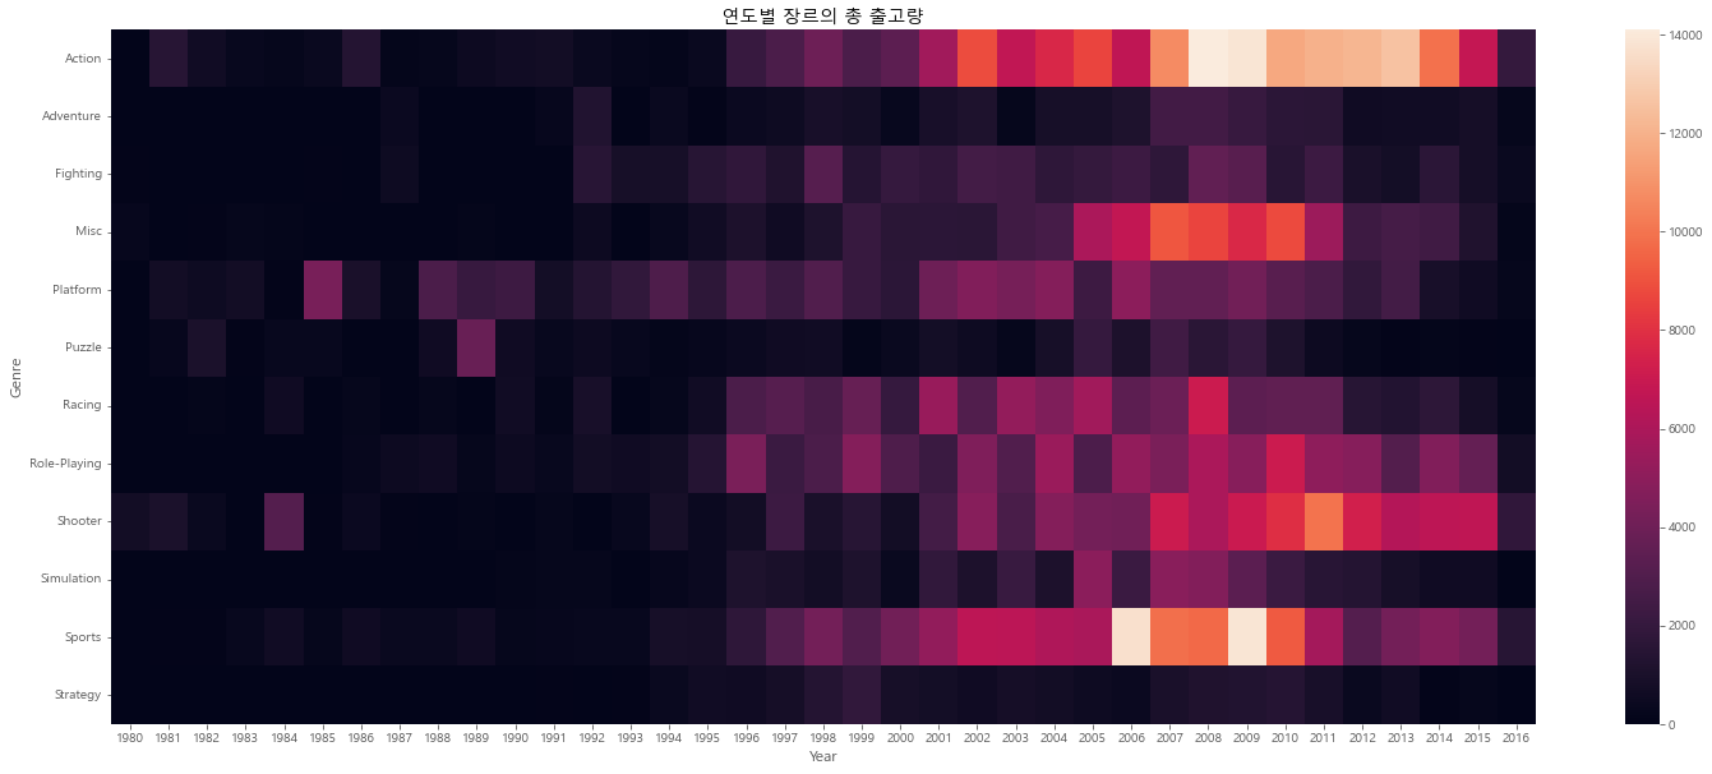 연도별 장르의 총 출고량
Action
Adventure
Fighting
Misc
Platform
Puzzle
Racing
Role-Playing
Shooter
Simulation
Sports
Strategy
Genre
1980 1981 1982 1983 1984 1985 1986 1987 1988 1989 1990 1991 1992 1993 1994 1995 1996 1997 1998 1999 2000 2001 2002 2003 2004 2005 2006 2007 2008 2009 2010 2011 2012 2013 2014 2015 2016
Year
14000
12000
10000
8000
6000
4000
2000
0